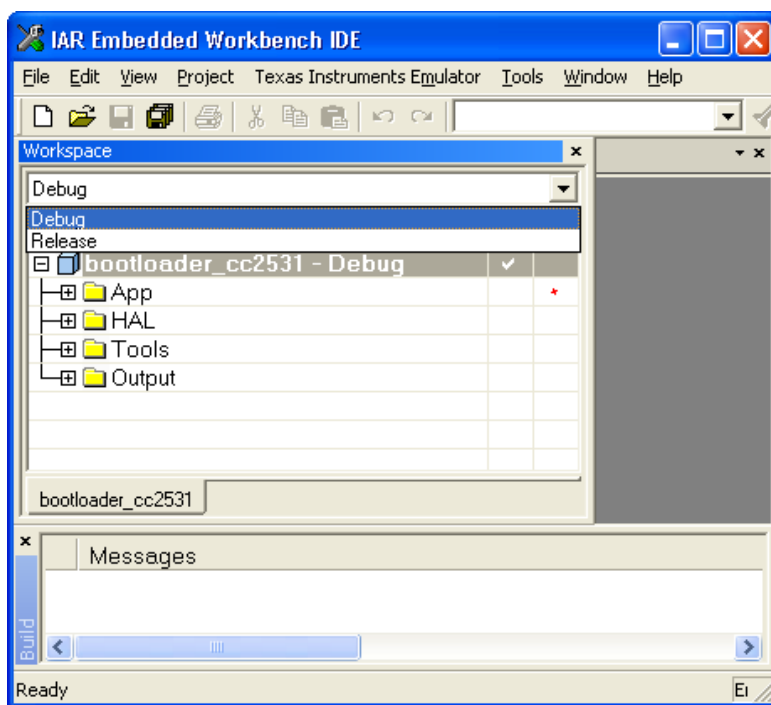 IAR Embedded Workbench IDE
File Edit View Project Texas Instruments Emulator Tools Window Help
Workspace
Debug
Debug
Release
bootloader_cc2531 - Debug
App
HAL
Tools
Output
bootloader_cc2531
Messages
Build
Ready